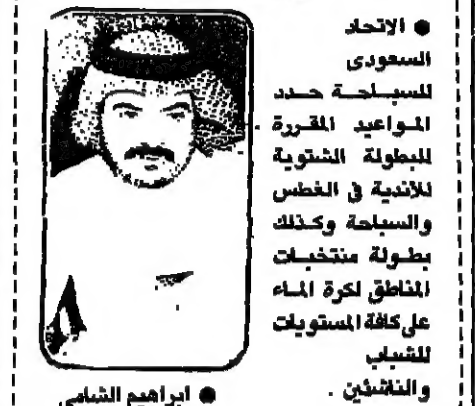 ● الاتحاد
السعودى
للسباحة حدد
المواعيد المقررة
للبطولة الشتوية
للأندية في الغطس
والسباحة وكذلك
بطولة منتخبات
المناطق لكرة الماء
على كافة المستويات
للشباب
والناشئين .
● ابراهيم الشامي